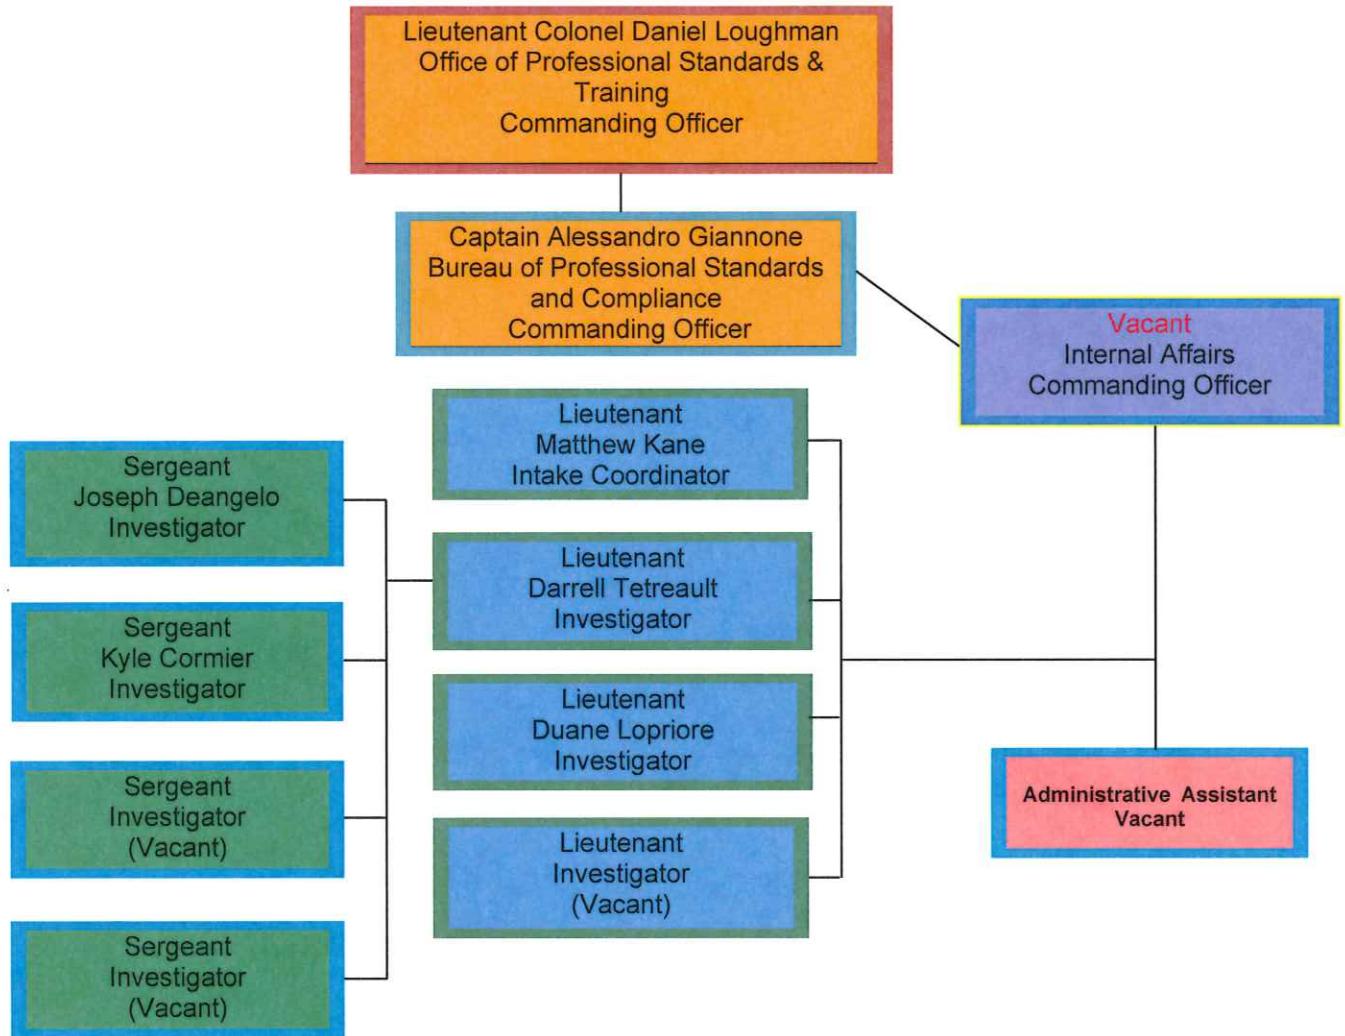 Lieutenant Colonel Daniel Loughman
Office of Professional Standards &
Training
Commanding Officer
Captain Alessandro Giannone
Bureau of Professional Standards
and Compliance
Commanding Officer
Vacant
Internal Affairs
Commanding Officer
Lieutenant
Matthew Kane
Intake Coordinator
Sergeant
Joseph Deangelo
Investigator
Lieutenant
Darrell Tetreault
Investigator
Sergeant
Kyle Cormier
Investigator
Lieutenant
Duane Lopriore
Investigator
Sergeant
Investigator
(Vacant)
Administrative Assistant
Vacant
Lieutenant
Investigator
(Vacant)
Sergeant
Investigator
(Vacant)